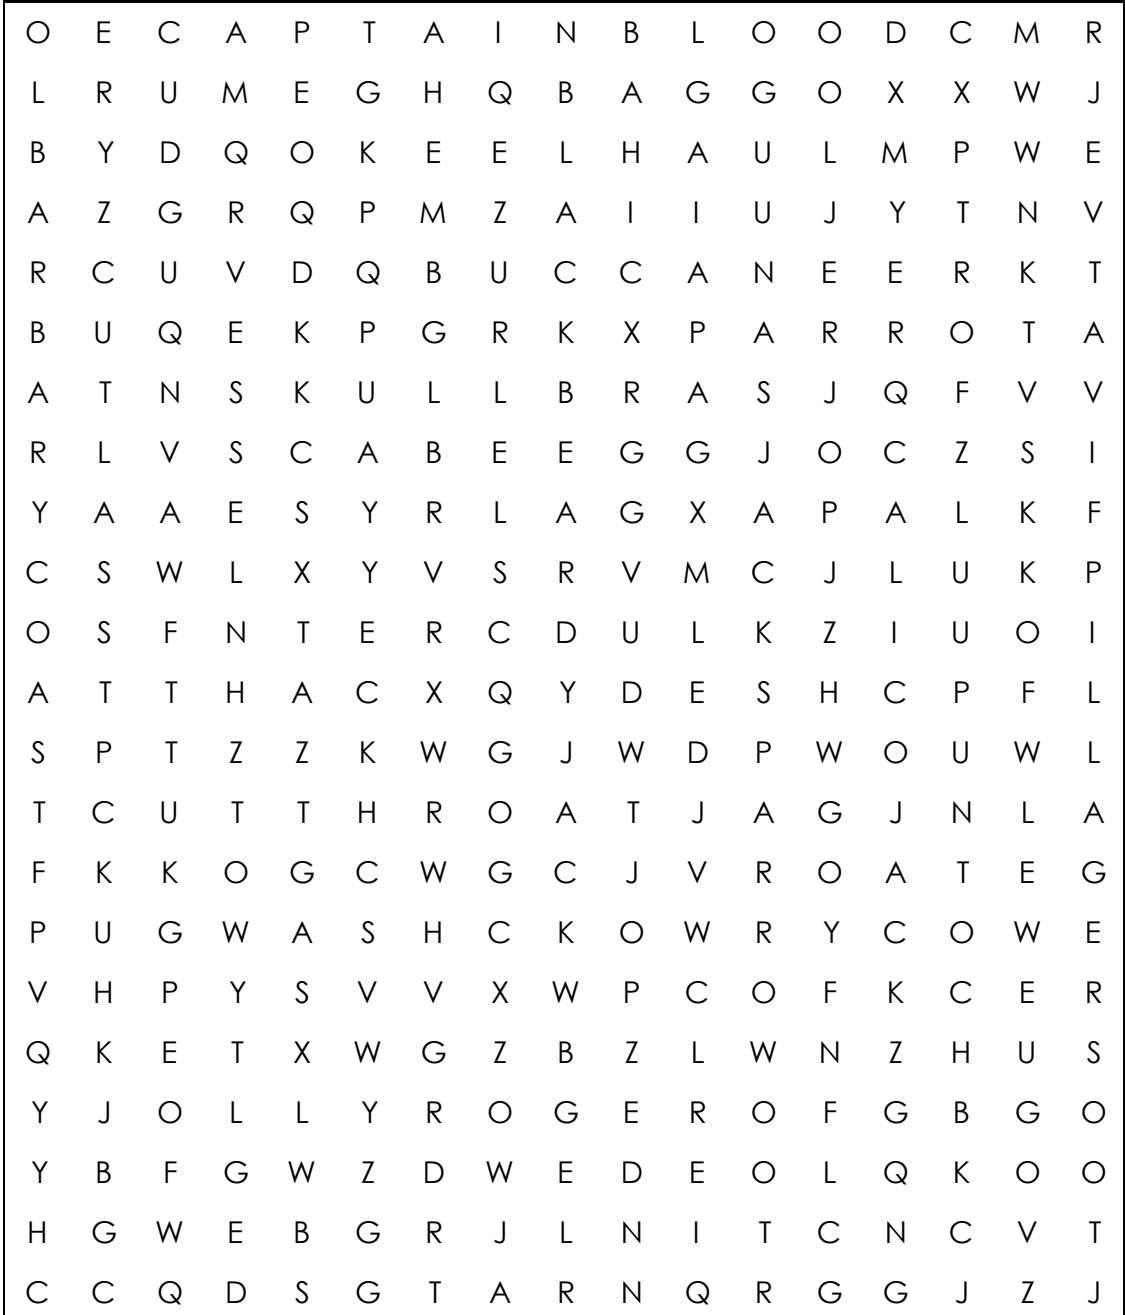 O E C A P T A I N B L O O D C M R
L R U M E G H Q B A G G O X X W J
B Y D Q O K E E L H A U L M P W E
A Z G R Q P M Z A I I U J Y T N V
R C U V D Q B U C C A N E E R K T
B U Q E K P G R K X P A R R O T A
A T N S K U L L B R A S J Q F V V
R L V S C A B E E G G J O C Z S I
Y A A E S Y R L A G X A P A L K F
C S W L X Y V S R V M C J L U K P
O S F N T E R C D U L K Z I U O I
A T T H A C X Q Y D E S H C P F L
S P T Z Z K W G J W D P W O U W L
T C U T T H R O A T J A G J N L A
F K K O G C W G C J V R O A T E G
P U G W A S H C K O W R Y C O W E
V H P Y S V V X W P C O F K C E R
Q K E T X W G Z B Z L W N Z H U S
Y J O L L Y R O G E R O F G B G O
Y B F G W Z D W E D E O L Q K O O
H G W E B G R J L N I T C N C V T
C C Q D S G T A R N Q R G G J Z J